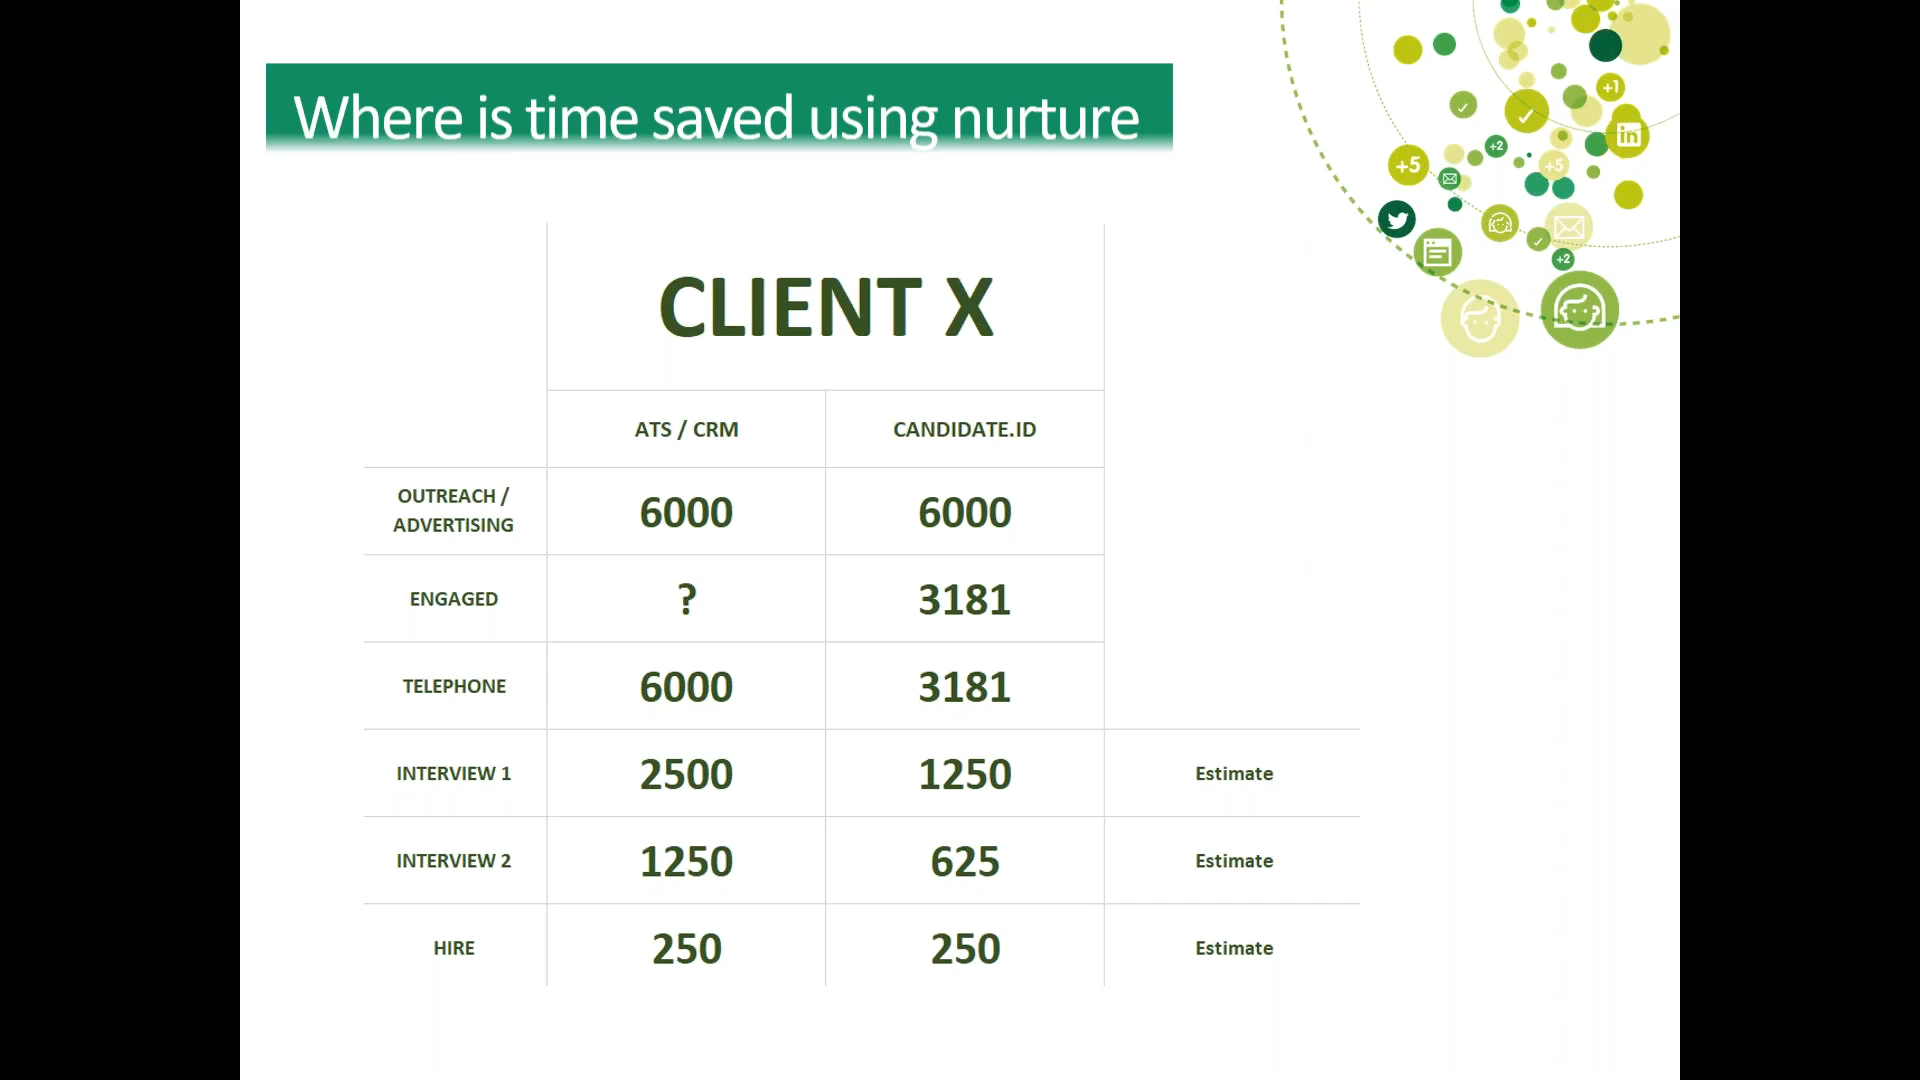 Where is time saved using nurture
+1
in
+2
+5
+5
+2
CLIENT X
ATS / CRM
CANDIDATE.ID
OUTREACH /
ADVERTISING
6000
6000
ENGAGED
?
3181
TELEPHONE
6000
3181
INTERVIEW 1
2500
1250
Estimate
INTERVIEW 2
1250
625
Estimate
HIRE
250
250
Estimate